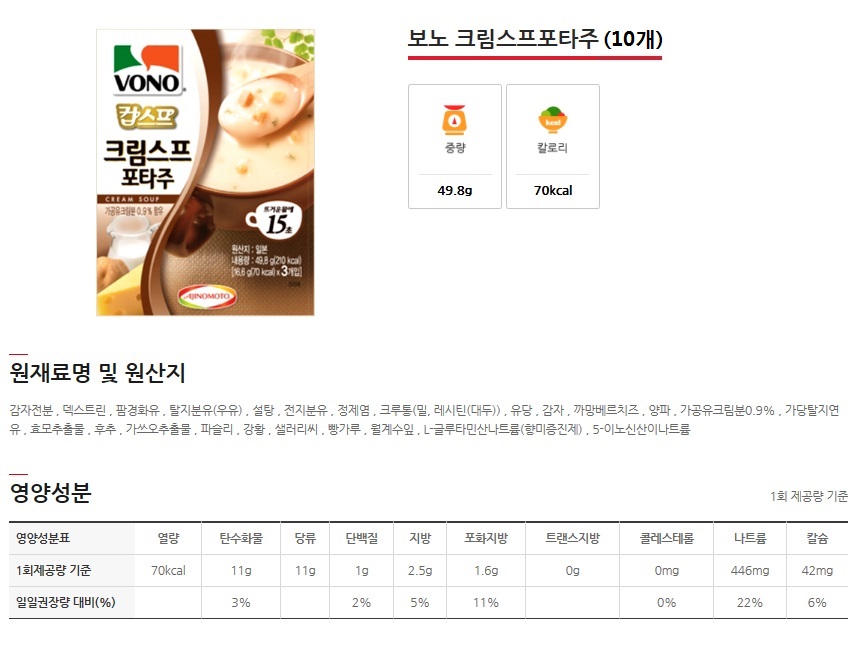 보노 크림스프포타주 (10개)
VONO
컵스프
크림스프
포타주
CREAM SOUP
가공유크림분 0.9% 함유
뜨거운물에
15초
원산지 : 일본
내용량 : 49.8 g(210 kcal)
[16.6 g(70 kcal) x 3개입]
AJINOMOTO
중량
칼로리
49.8g
70kcal
원재료명 및 원산지
감자전분 , 덱스트린 , 팜경화유 , 탈지분유(우유) , 설탕 , 전지분유 , 정제염 , 크루통(밀, 레시틴(대두)) , 유당 , 감자 , 까망베르치즈 , 양파 , 가공유크림분0.9% , 가당탈지연
유 , 효모추출물 , 후추 , 가쓰오추출물 , 파슬리 , 강황 , 샐러리씨 , 빵가루 , 월계수잎 , L-글루타민산나트륨(향미증진제) , 5-이노신산이나트륨
영양성분
1회 제공량 기준
영양성분표 열량 탄수화물 당류 단백질 지방 포화지방 트랜스지방 콜레스테롤 나트륨 칼슘
1회제공량 기준 70kcal 11g 11g 1g 2.5g 1.6g 0g 0mg 446mg 42mg
일일권장량 대비(%) 3% 2% 5% 11% 0% 22% 6%